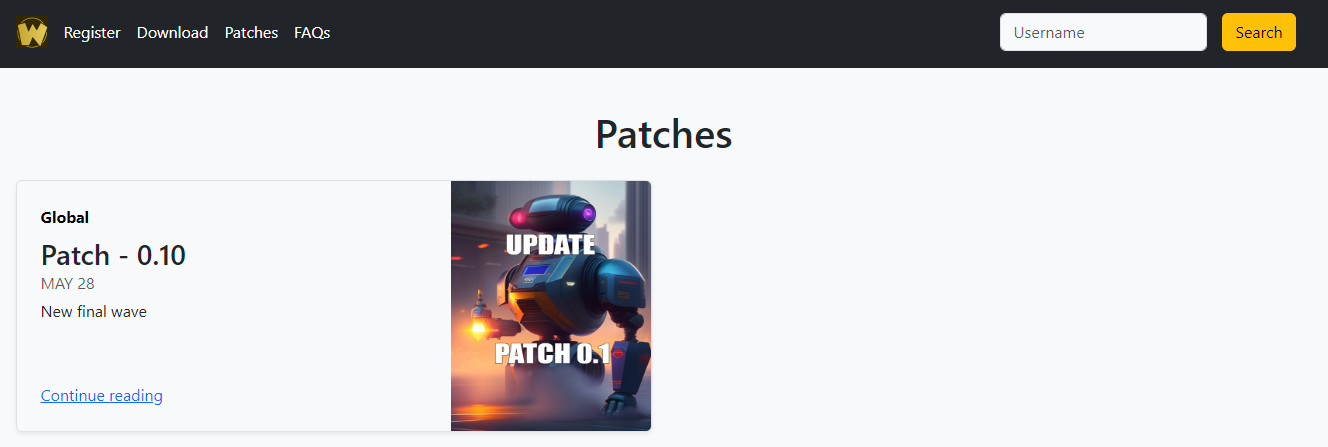 W
Register Download Patches FAQs Username Search
Patches
Global
Patch - 0.10
MAY 28
New final wave
Continue reading
UPDATE
PATCH 0.1